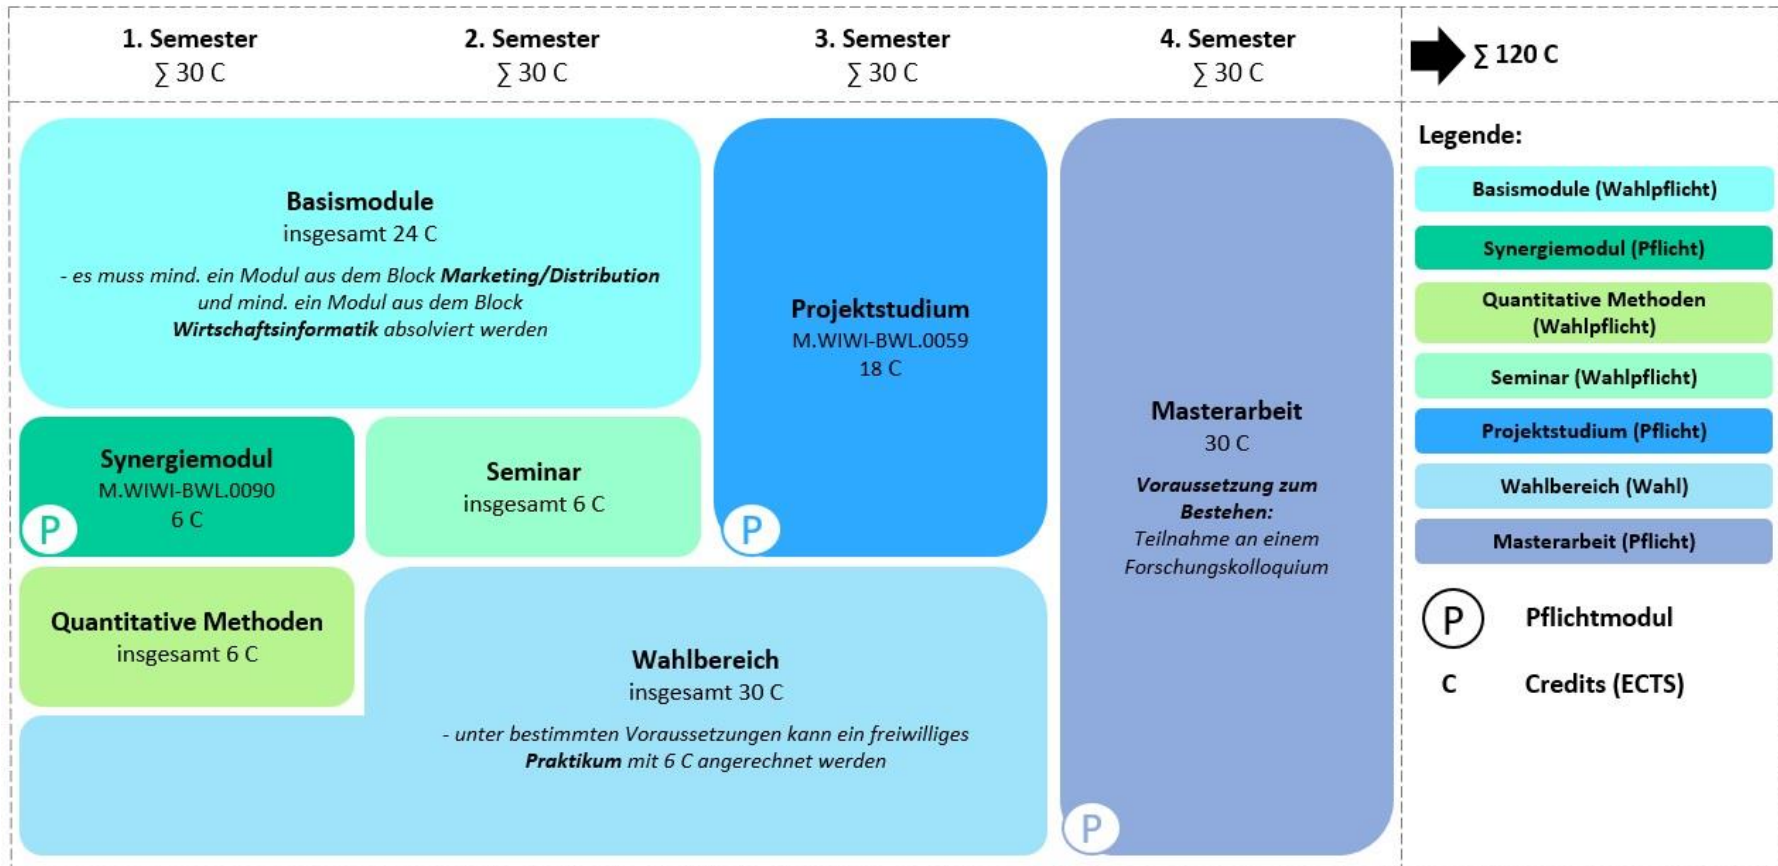 1. Semester
∑ 30 C
2. Semester
∑ 30 C
3. Semester
∑ 30 C
4. Semester
∑ 30 C
∑ 120 C
Basismodule
insgesamt 24 C
- es muss mind. ein Modul aus dem Block Marketing/Distribution
und mind. ein Modul aus dem Block
Wirtschaftsinformatik absolviert werden
Synergiemodul
M.WIWI-BWL.0090
6 C
P
Seminar
insgesamt 6 C
Quantitative Methoden
insgesamt 6 C
Projektstudium
M.WIWI-BWL.0059
18 C
P
Wahlbereich
insgesamt 30 C
- unter bestimmten Voraussetzungen kann ein freiwilliges
Praktikum mit 6 C angerechnet werden
Masterarbeit
30 C
Voraussetzung zum
Bestehen:
Teilnahme an einem
Forschungskolloquium
P
Legende:
Basismodule (Wahlpflicht)
Synergiemodul (Pflicht)
Quantitative Methoden
(Wahlpflicht)
Seminar (Wahlpflicht)
Projektstudium (Pflicht)
Wahlbereich (Wahl)
Masterarbeit (Pflicht)
P Pflichtmodul
C Credits (ECTS)